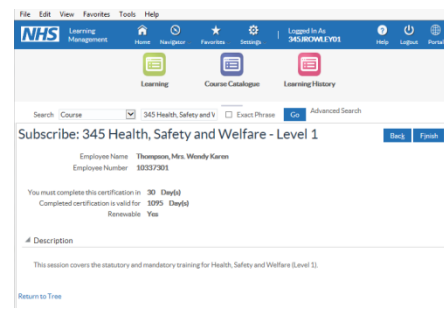 File Edit View Favorites Tools Help
NHS Learning Management Home Navigator Favorites Settings Logged In As 345JROWLEY01 Help Logout Portal
Learning Course Catalogue Learning History
Search Course 345 Health, Safety and V Exact Phrase Go Advanced Search
Subscribe: 345 Health, Safety and Welfare - Level 1 Back Finish
Employee Name Thompson, Mrs. Wendy Karen
Employee Number 10337301
You must complete this certification in 30 Day(s)
Completed certification is valid for 1095 Day(s)
Renewable Yes
Description
This session covers the statutory and mandatory training for Health, Safety and Welfare (Level 1).
Return to Tree